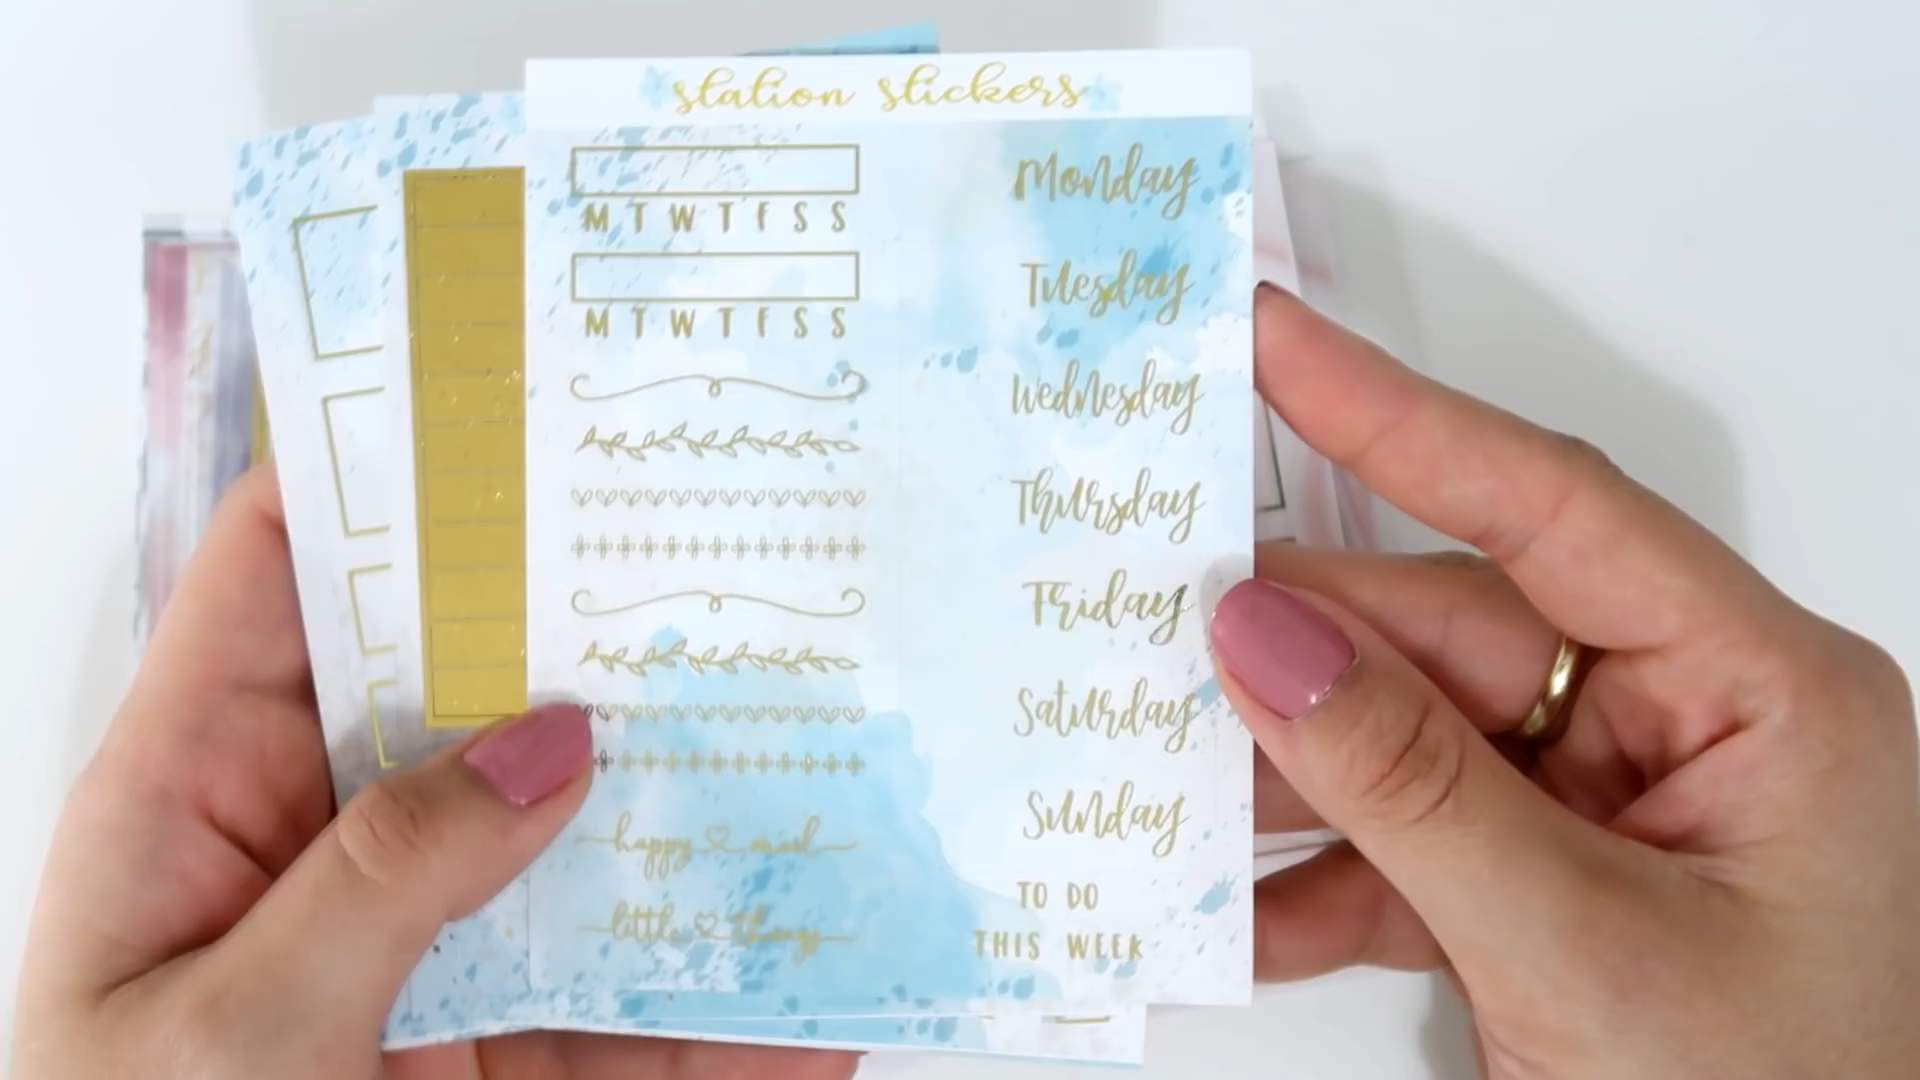 station stickers
M T W T F S S
M T W T F S S
happy mail
little things
Monday
Tuesday
Wednesday
Thursday
Friday
Saturday
Sunday
TO DO
THIS WEEK